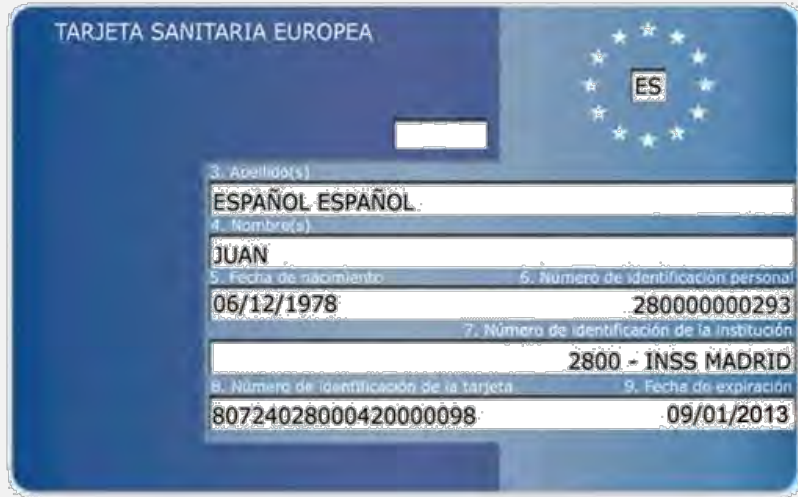 TARJETA SANITARIA EUROPEA
ES
3. Apellido(s)
ESPAÑOL ESPAÑOL
4. Nombre(s)
JUAN
5. Fecha de nacimiento 6. Número de identificación personal
06/12/1978 280000000293
7. Número de identificación de la institución
2800 - INSS MADRID
8. Número de identificación de la tarjeta 9. Fecha de expiración
80724028000420000098 09/01/2013